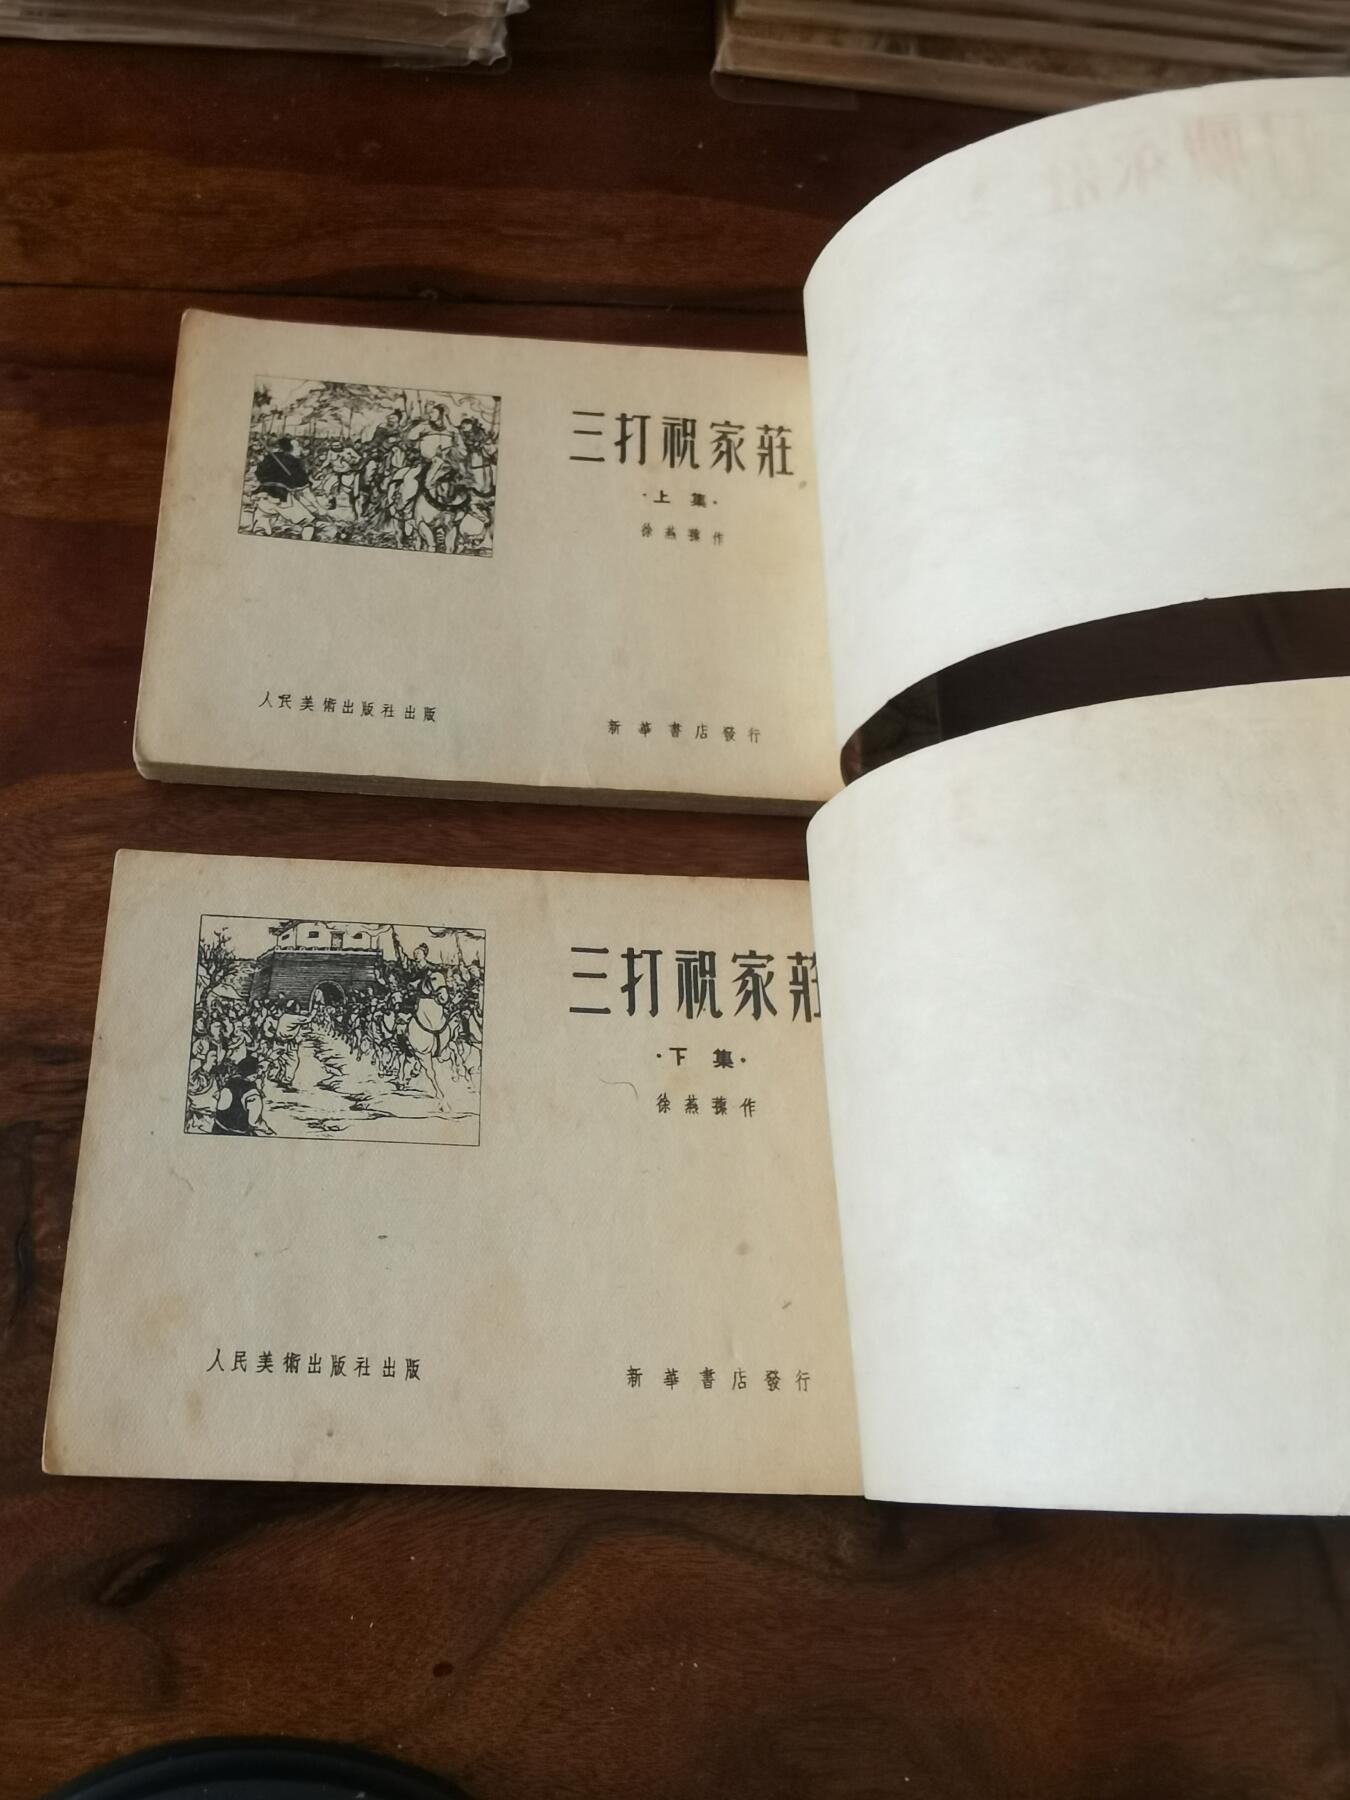 三打祝家莊
·上集·
徐燕蓀作
人民美術出版社出版
新華書店發行
三打祝家莊
·下集·
徐燕蓀作
人民美術出版社出版
新華書店發行